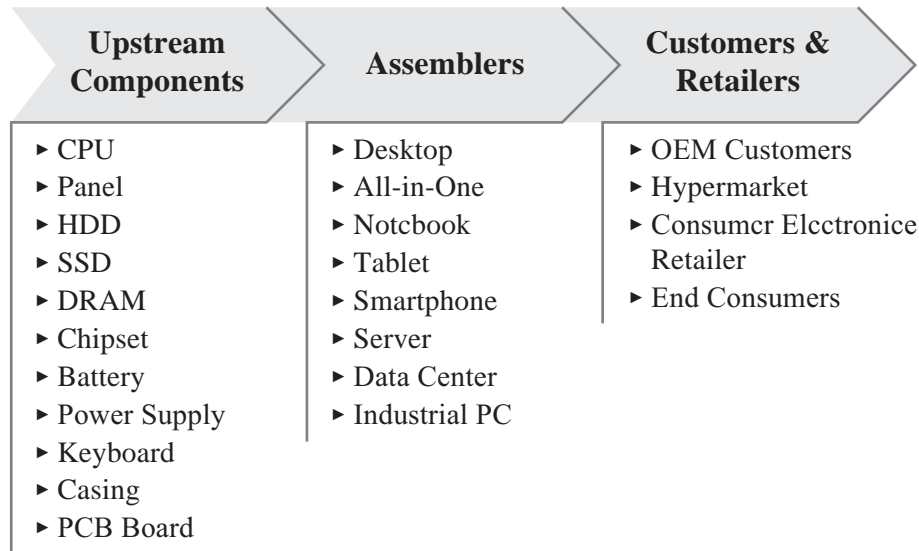 Upstream
Components
Assemblers
Customers &
Retailers
▸ CPU
▸ Panel
▸ HDD
▸ SSD
▸ DRAM
▸ Chipset
▸ Battery
▸ Power Supply
▸ Keyboard
▸ Casing
▸ PCB Board
▸ Desktop
▸ All-in-One
▸ Notcbook
▸ Tablet
▸ Smartphone
▸ Server
▸ Data Center
▸ Industrial PC
▸ OEM Customers
▸ Hypermarket
▸ Consumcr Elcctronice
Retailer
▸ End Consumers